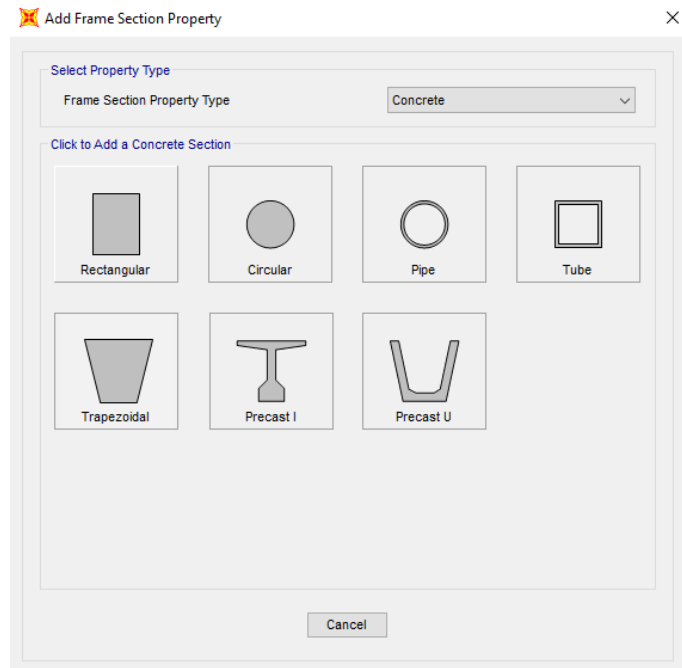 Add Frame Section Property
Select Property Type
Frame Section Property Type
Concrete
Click to Add a Concrete Section
Rectangular
Circular
Pipe
Tube
Trapezoidal
Precast I
Precast U
Cancel